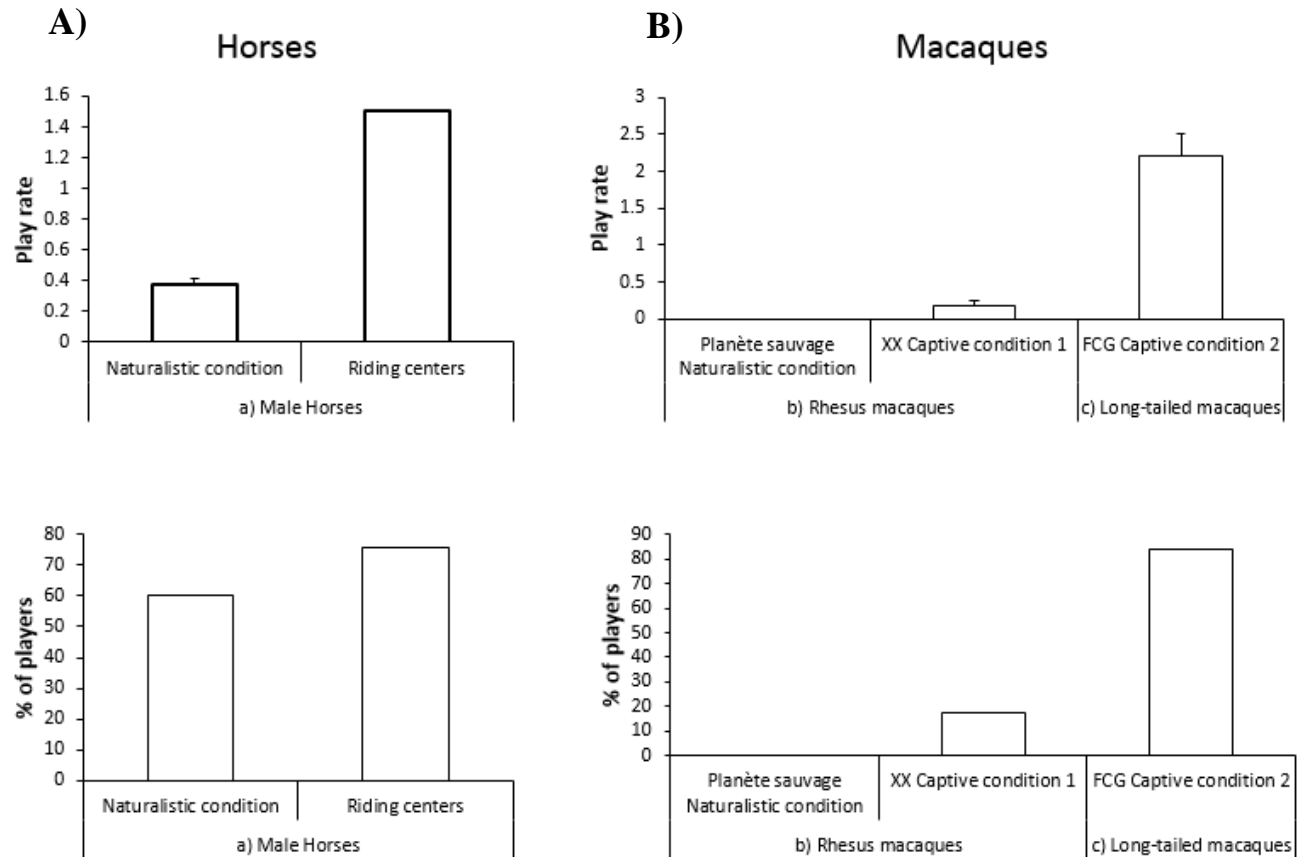 A)
Horses
Play rate
1.6
1.4
1.2
1
0.8
0.6
0.4
0.2
0
Naturalistic condition
Riding centers
a) Male Horses
B)
Macaques
Play rate
3
2.5
2
1.5
1
0.5
0
Planète sauvage
Naturalistic condition
XX Captive condition 1
FCG Captive condition 2
b) Rhesus macaques
c) Long-tailed macaques
% of players
80
70
60
50
40
30
20
10
0
Naturalistic condition
Riding centers
a) Male Horses
% of players
90
80
70
60
50
40
30
20
10
0
Planète sauvage
Naturalistic condition
XX Captive condition 1
FCG Captive condition 2
b) Rhesus macaques
c) Long-tailed macaques